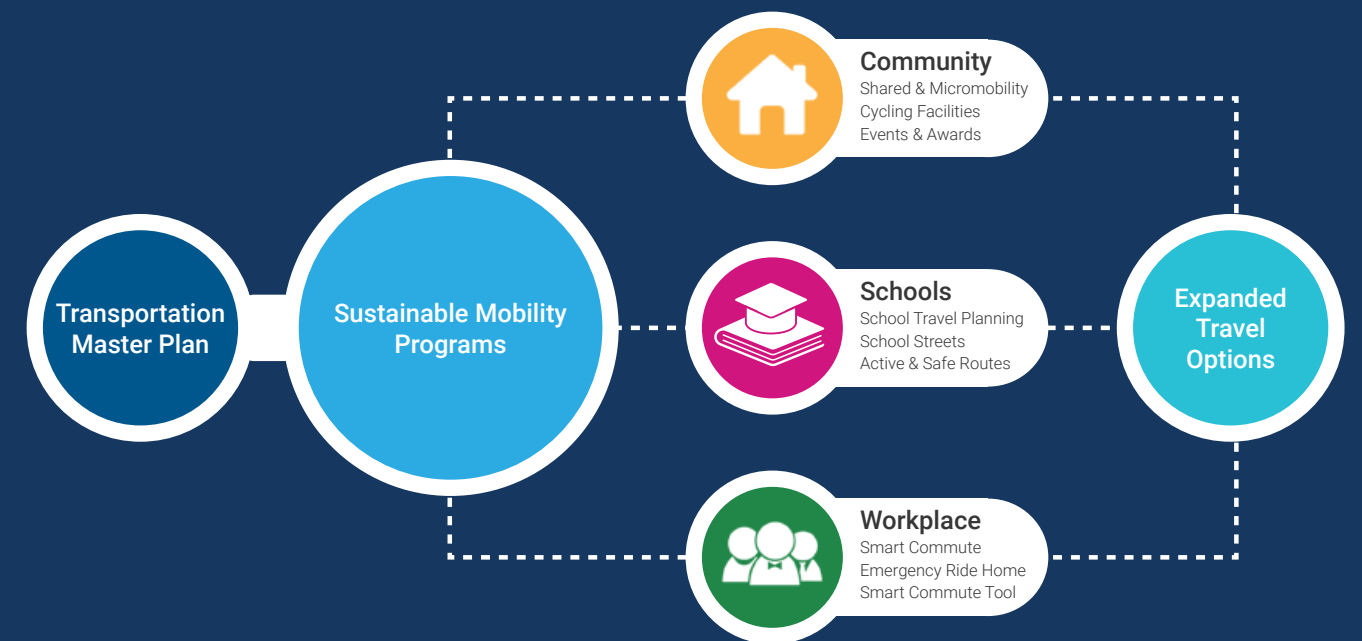 Transportation
Master Plan
Sustainable Mobility
Programs
Community
Shared & Micromobility
Cycling Facilities
Events & Awards
Schools
School Travel Planning
School Streets
Active & Safe Routes
Workplace
Smart Commute
Emergency Ride Home
Smart Commute Tool
Expanded
Travel
Options